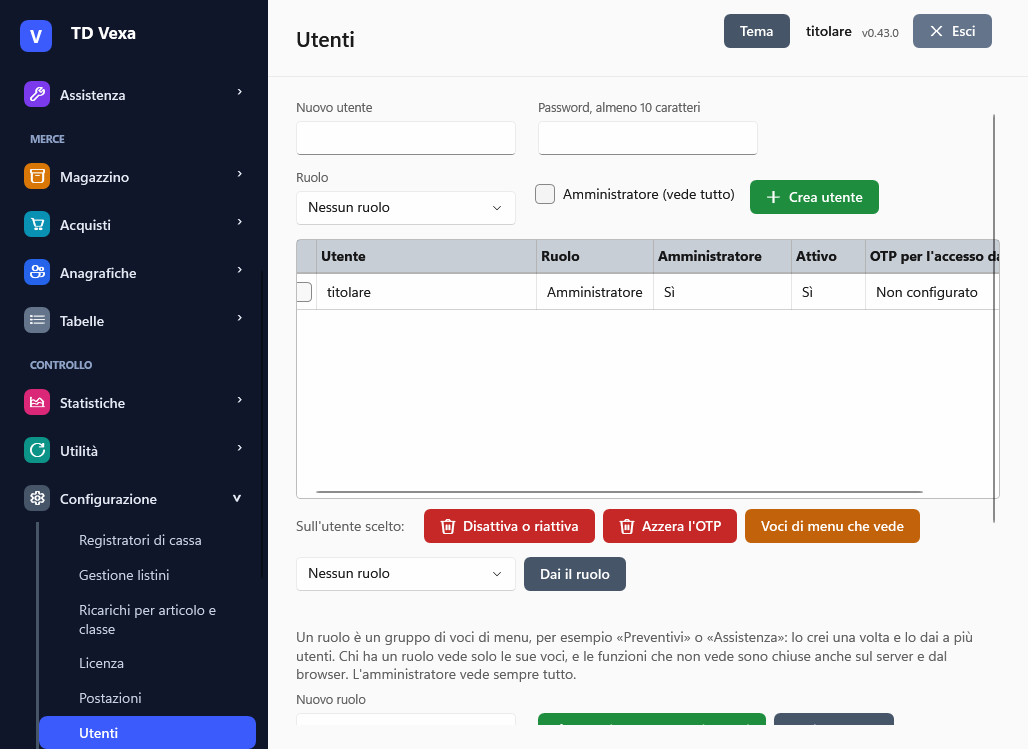 V
TD Vexa
Assistenza
MERCE
Magazzino
Acquisti
Anagrafiche
Tabelle
CONTROLLO
Statistiche
Utilità
Configurazione
Registratori di cassa
Gestione listini
Ricarichi per articolo e
classe
Licenza
Postazioni
Utenti
Utenti
Tema
titolare
v0.43.0
Esci
Nuovo utente
Password, almeno 10 caratteri
Ruolo
Nessun ruolo
Amministratore (vede tutto)
Crea utente
Utente
Ruolo
Amministratore
Attivo
OTP per l'accesso da
titolare
Amministratore
Sì
Sì
Non configurato
Sull'utente scelto:
Disattiva o riattiva
Azzera l'OTP
Voci di menu che vede
Nessun ruolo
Dai il ruolo
Un ruolo è un gruppo di voci di menu, per esempio «Preventivi» o «Assistenza»: lo crei una volta e lo dai a più
utenti. Chi ha un ruolo vede solo le sue voci, e le funzioni che non vede sono chiuse anche sul server e dal
browser. L'amministratore vede sempre tutto.
Nuovo ruolo